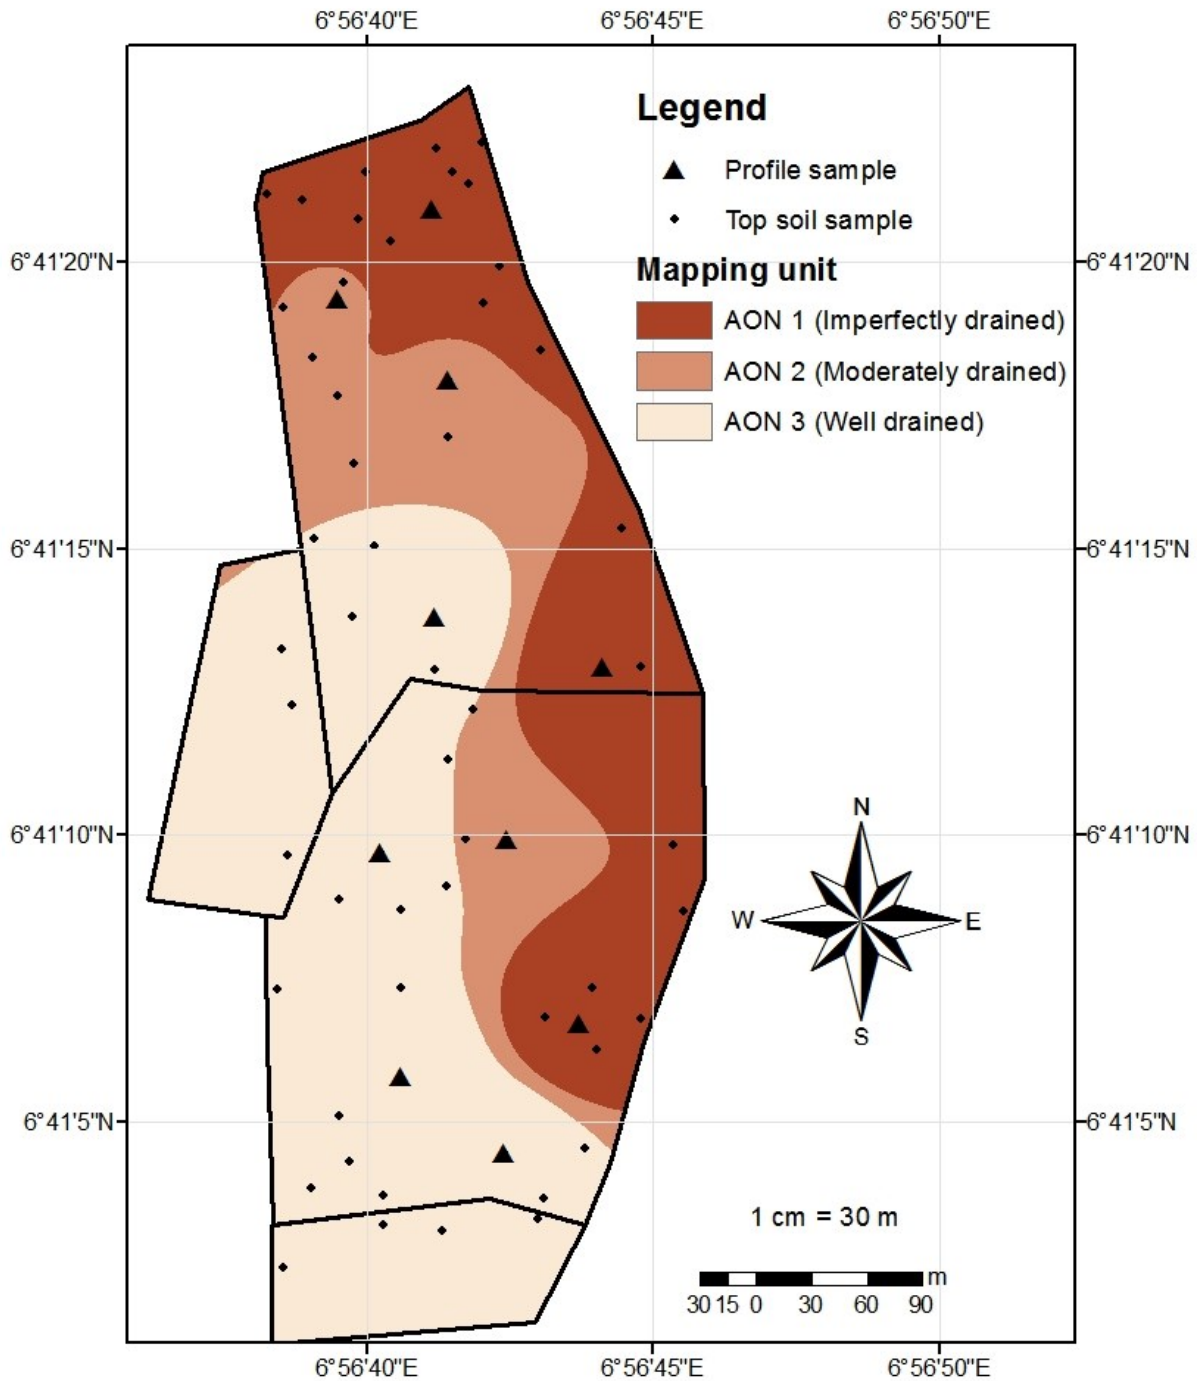 6°56'40"E 6°56'45"E 6°56'50"E
Legend
Profile sample
Top soil sample
6°41'20"N 6°41'20"N
Mapping unit
AON 1 (Imperfectly drained)
AON 2 (Moderately drained)
AON 3 (Well drained)
6°41'15"N 6°41'15"N
N
6°41'10"N 6°41'10"N
W E
S
6°41'5"N 6°41'5"N
1 cm = 30 m
m
30 15 0 30 60 90
6°56'40"E 6°56'45"E 6°56'50"E